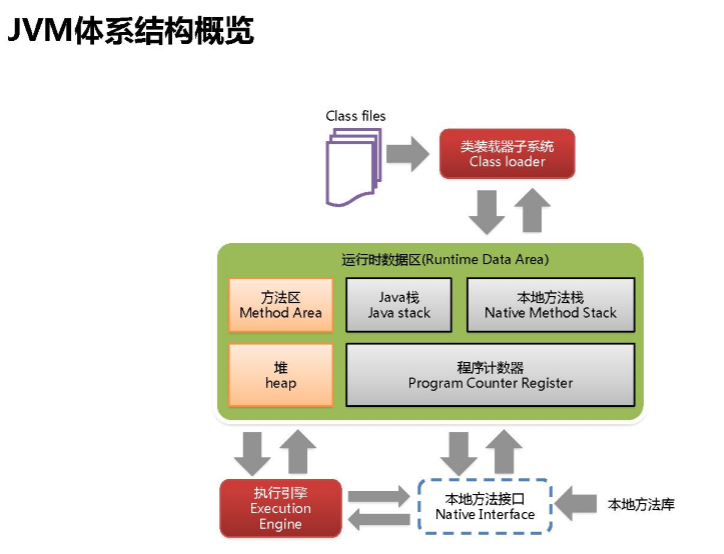 JVM体系结构概览
Class files
类装载器子系统
Class loader
运行时数据区(Runtime Data Area)
方法区
Method Area
Java栈
Java stack
本地方法栈
Native Method Stack
堆
heap
程序计数器
Program Counter Register
执行引擎
Execution
Engine
本地方法接口
Native Interface
本地方法库